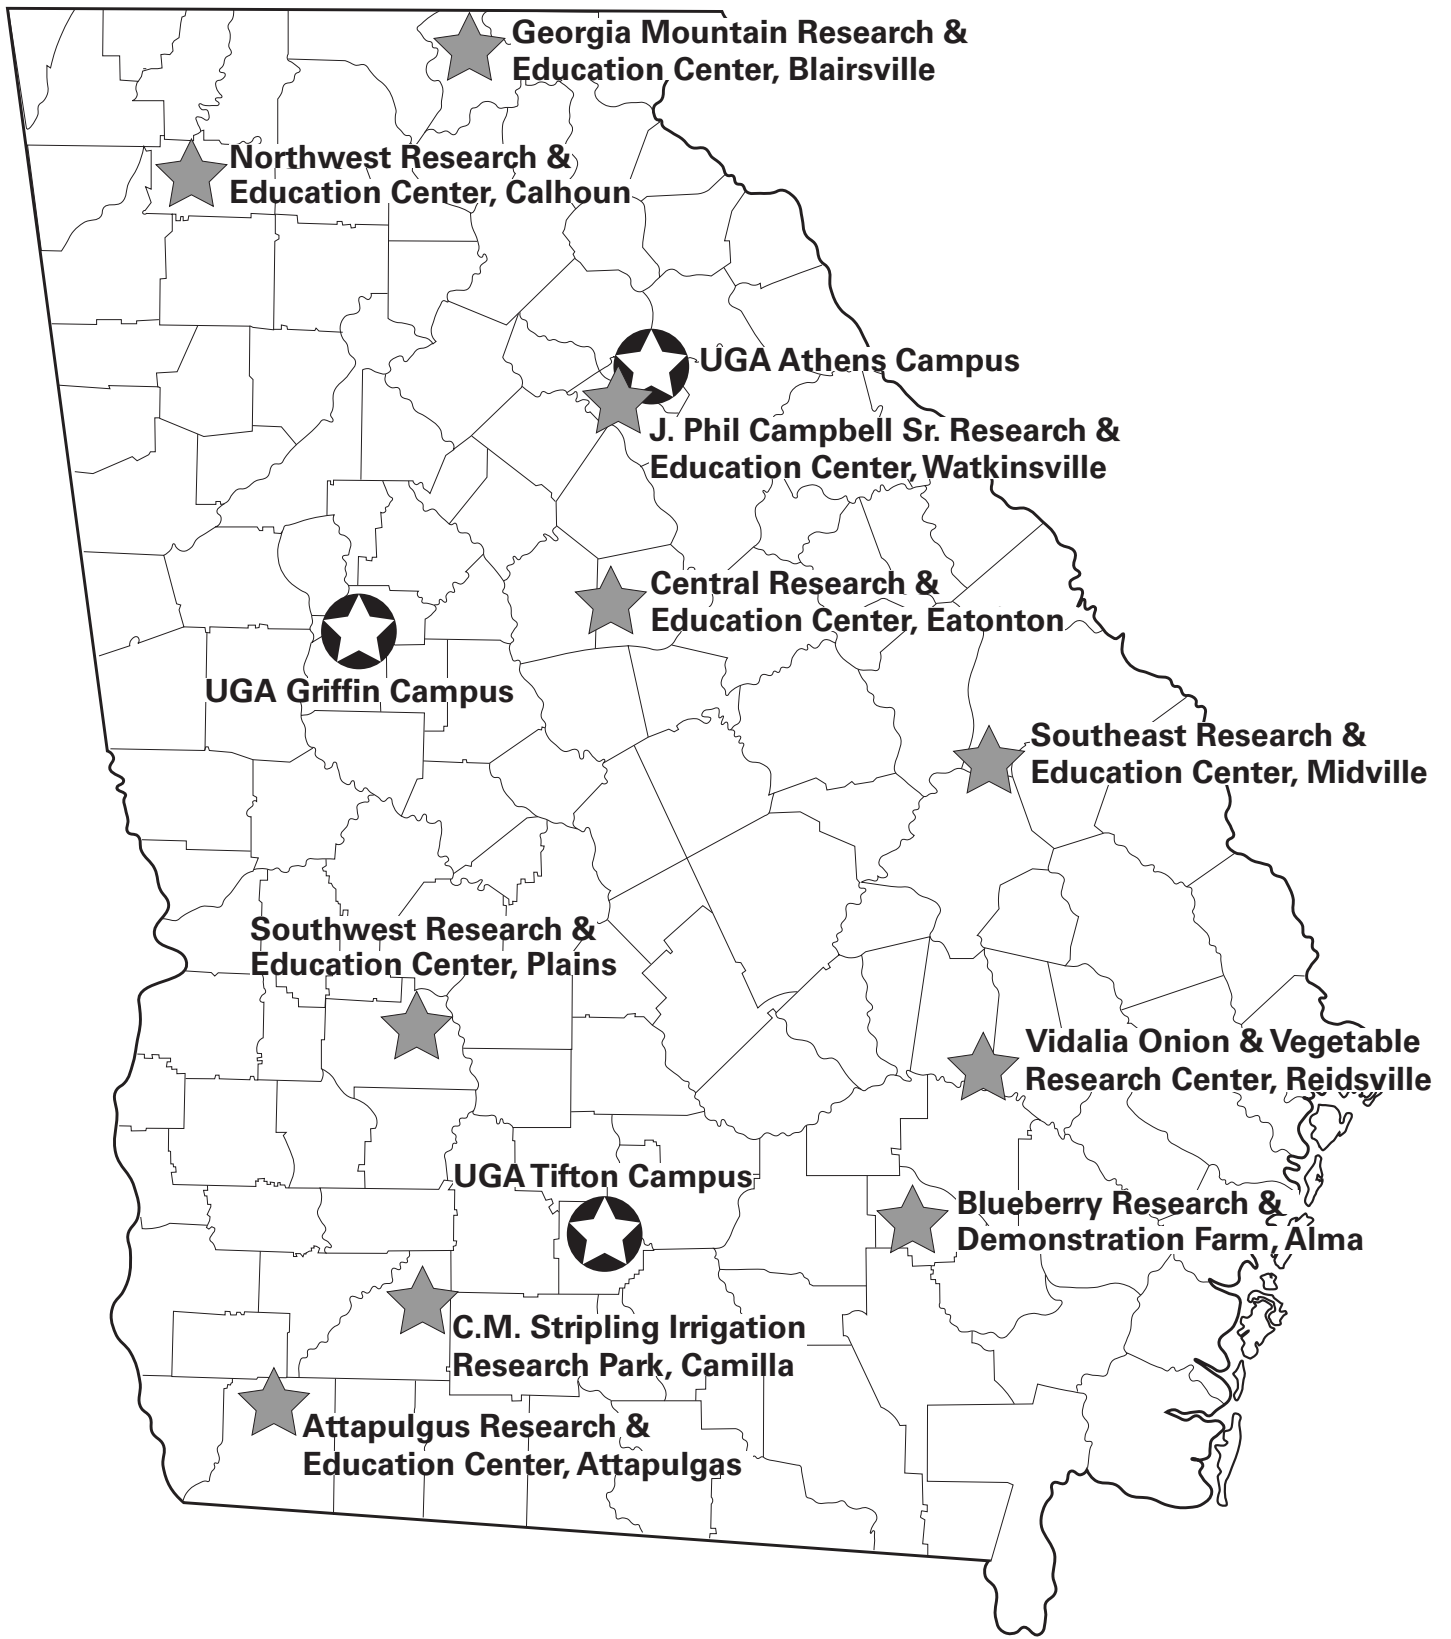 Georgia Mountain Research &
Education Center, Blairsville
Northwest Research &
Education Center, Calhoun
UGA Athens Campus
J. Phil Campbell Sr. Research &
Education Center, Watkinsville
Central Research &
Education Center, Eatonton
UGA Griffin Campus
Southeast Research &
Education Center, Midville
Southwest Research &
Education Center, Plains
Vidalia Onion & Vegetable
Research Center, Reidsville
UGA Tifton Campus
Blueberry Research &
Demonstration Farm, Alma
C.M. Stripling Irrigation
Research Park, Camilla
Attapulgus Research &
Education Center, Attapulgas